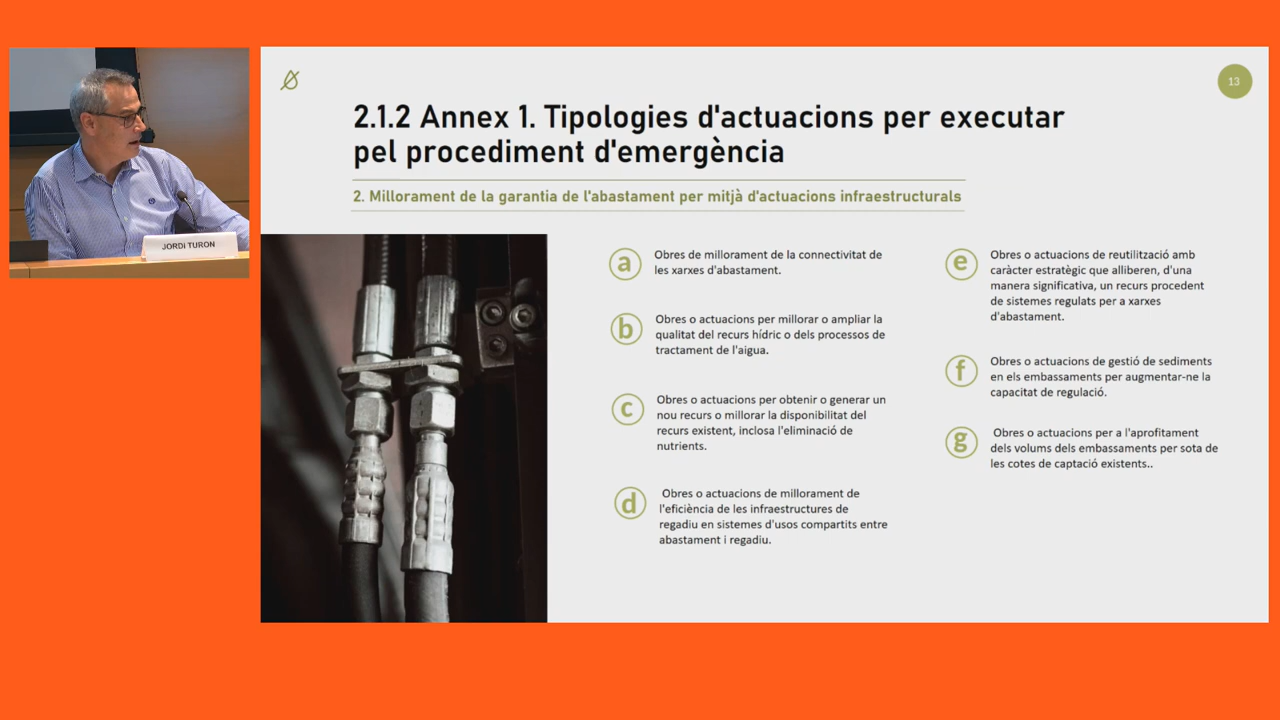 JORDI TURON
13
2.1.2 Annex 1. Tipologies d'actuacions per executar
pel procediment d'emergència
2. Millorament de la garantia de l'abastament per mitjà d'actuacions infraestructurals
a
Obres de millorament de la connectivitat de
les xarxes d'abastament.
b
Obres o actuacions per millorar o ampliar la
qualitat del recurs hídric o dels processos de
tractament de l'aigua.
c
Obres o actuacions per obtenir o generar un
nou recurs o millorar la disponibilitat del
recurs existent, inclosa l'eliminació de
nutrients.
d
Obres o actuacions de millorament de
l'eficiència de les infraestructures de
regadiu en sistemes d'usos compartits entre
abastament i regadiu.
e
Obres o actuacions de reutilització amb
caràcter estratègic que alliberen, d'una
manera significativa, un recurs procedent
de sistemes regulats per a xarxes
d'abastament.
f
Obres o actuacions de gestió de sediments
en els embassaments per augmentar-ne la
capacitat de regulació.
g
Obres o actuacions per a l'aprofitament
dels volums dels embassaments per sota de
les cotes de captació existents..